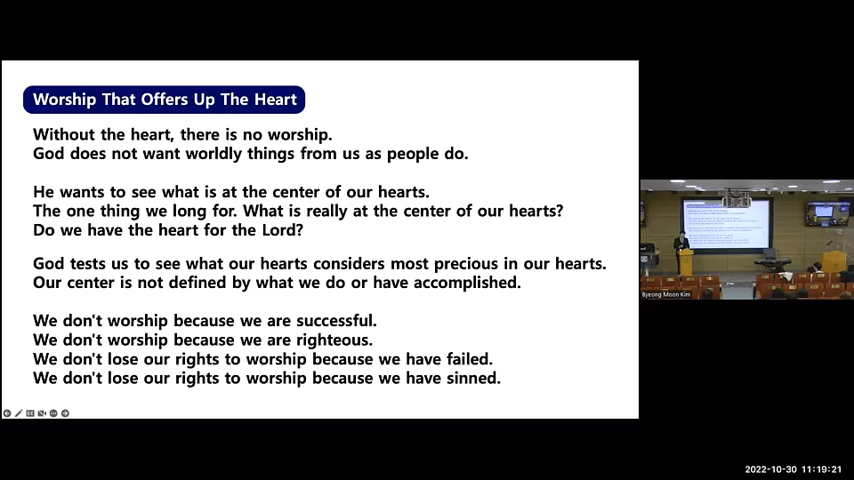 Worship That Offers Up The Heart
Without the heart, there is no worship.
God does not want worldly things from us as people do.
He wants to see what is at the center of our hearts.
The one thing we long for. What is really at the center of our hearts?
Do we have the heart for the Lord?
God tests us to see what our hearts considers most precious in our hearts.
Our center is not defined by what we do or have accomplished.
We don't worship because we are successful.
We don't worship because we are righteous.
We don't lose our rights to worship because we have failed.
We don't lose our rights to worship because we have sinned.
Byeong Moon Kim
2022-10-30 11:19:21